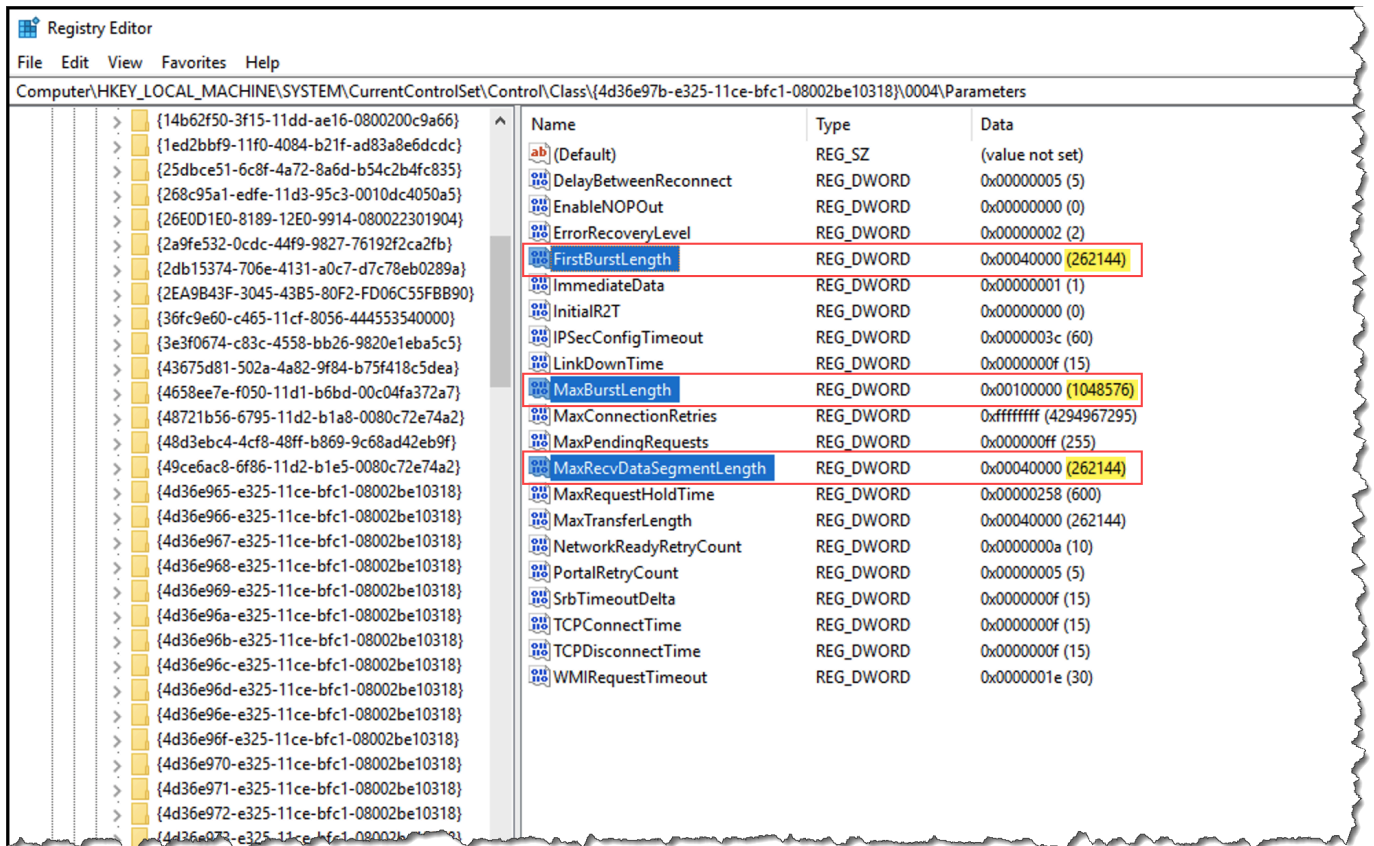 Registry Editor
File Edit View Favorites Help
Computer\HKEY_LOCAL_MACHINE\SYSTEM\CurrentControlSet\Control\Class\{4d36e97b-e325-11ce-bfc1-08002be10318}\0004\Parameters
{14b62f50-3f15-11dd-ae16-0800200c9a66}
{1ed2bbf9-11f0-4084-b21f-ad83a8e6dcdc}
{25dbce51-6c8f-4a72-8a6d-b54c2b4fc835}
{268c95a1-edfe-11d3-95c3-0010dc4050a5}
{26E0D1E0-8189-12E0-9914-080022301904}
{2a9fe532-0cdc-44f9-9827-76192f2ca2fb}
{2db15374-706e-4131-a0c7-d7c78eb0289a}
{2EA9B43F-3045-43B5-80F2-FD06C55FBB90}
{36fc9e60-c465-11cf-8056-444553540000}
{3e3f0674-c83c-4558-bb26-9820e1eba5c5}
{43675d81-502a-4a82-9f84-b75f418c5dea}
{4658ee7e-f050-11d1-b6bd-00c04fa372a7}
{48721b56-6795-11d2-b1a8-0080c72e74a2}
{48d3ebc4-4cf8-48ff-b869-9c68ad42eb9f}
{49ce6ac8-6f86-11d2-b1e5-0080c72e74a2}
{4d36e965-e325-11ce-bfc1-08002be10318}
{4d36e966-e325-11ce-bfc1-08002be10318}
{4d36e967-e325-11ce-bfc1-08002be10318}
{4d36e968-e325-11ce-bfc1-08002be10318}
{4d36e969-e325-11ce-bfc1-08002be10318}
{4d36e96a-e325-11ce-bfc1-08002be10318}
{4d36e96b-e325-11ce-bfc1-08002be10318}
{4d36e96c-e325-11ce-bfc1-08002be10318}
{4d36e96d-e325-11ce-bfc1-08002be10318}
{4d36e96e-e325-11ce-bfc1-08002be10318}
{4d36e96f-e325-11ce-bfc1-08002be10318}
{4d36e970-e325-11ce-bfc1-08002be10318}
{4d36e971-e325-11ce-bfc1-08002be10318}
{4d36e972-e325-11ce-bfc1-08002be10318}
Name Type Data
(Default) REG_SZ (value not set)
DelayBetweenReconnect REG_DWORD 0x00000005 (5)
EnableNOPOut REG_DWORD 0x00000000 (0)
ErrorRecoveryLevel REG_DWORD 0x00000002 (2)
FirstBurstLength REG_DWORD 0x00040000 (262144)
ImmediateData REG_DWORD 0x00000001 (1)
InitialR2T REG_DWORD 0x00000000 (0)
IPSecConfigTimeout REG_DWORD 0x0000003c (60)
LinkDownTime REG_DWORD 0x0000000f (15)
MaxBurstLength REG_DWORD 0x00100000 (1048576)
MaxConnectionRetries REG_DWORD 0xffffffff (4294967295)
MaxPendingRequests REG_DWORD 0x000000ff (255)
MaxRecvDataSegmentLength REG_DWORD 0x00040000 (262144)
MaxRequestHoldTime REG_DWORD 0x00000258 (600)
MaxTransferLength REG_DWORD 0x00040000 (262144)
NetworkReadyRetryCount REG_DWORD 0x0000000a (10)
PortalRetryCount REG_DWORD 0x00000005 (5)
SrbTimeoutDelta REG_DWORD 0x0000000f (15)
TCPConnectTime REG_DWORD 0x0000000f (15)
TCPDisconnectTime REG_DWORD 0x0000000f (15)
WMIRequestTimeout REG_DWORD 0x0000001e (30)